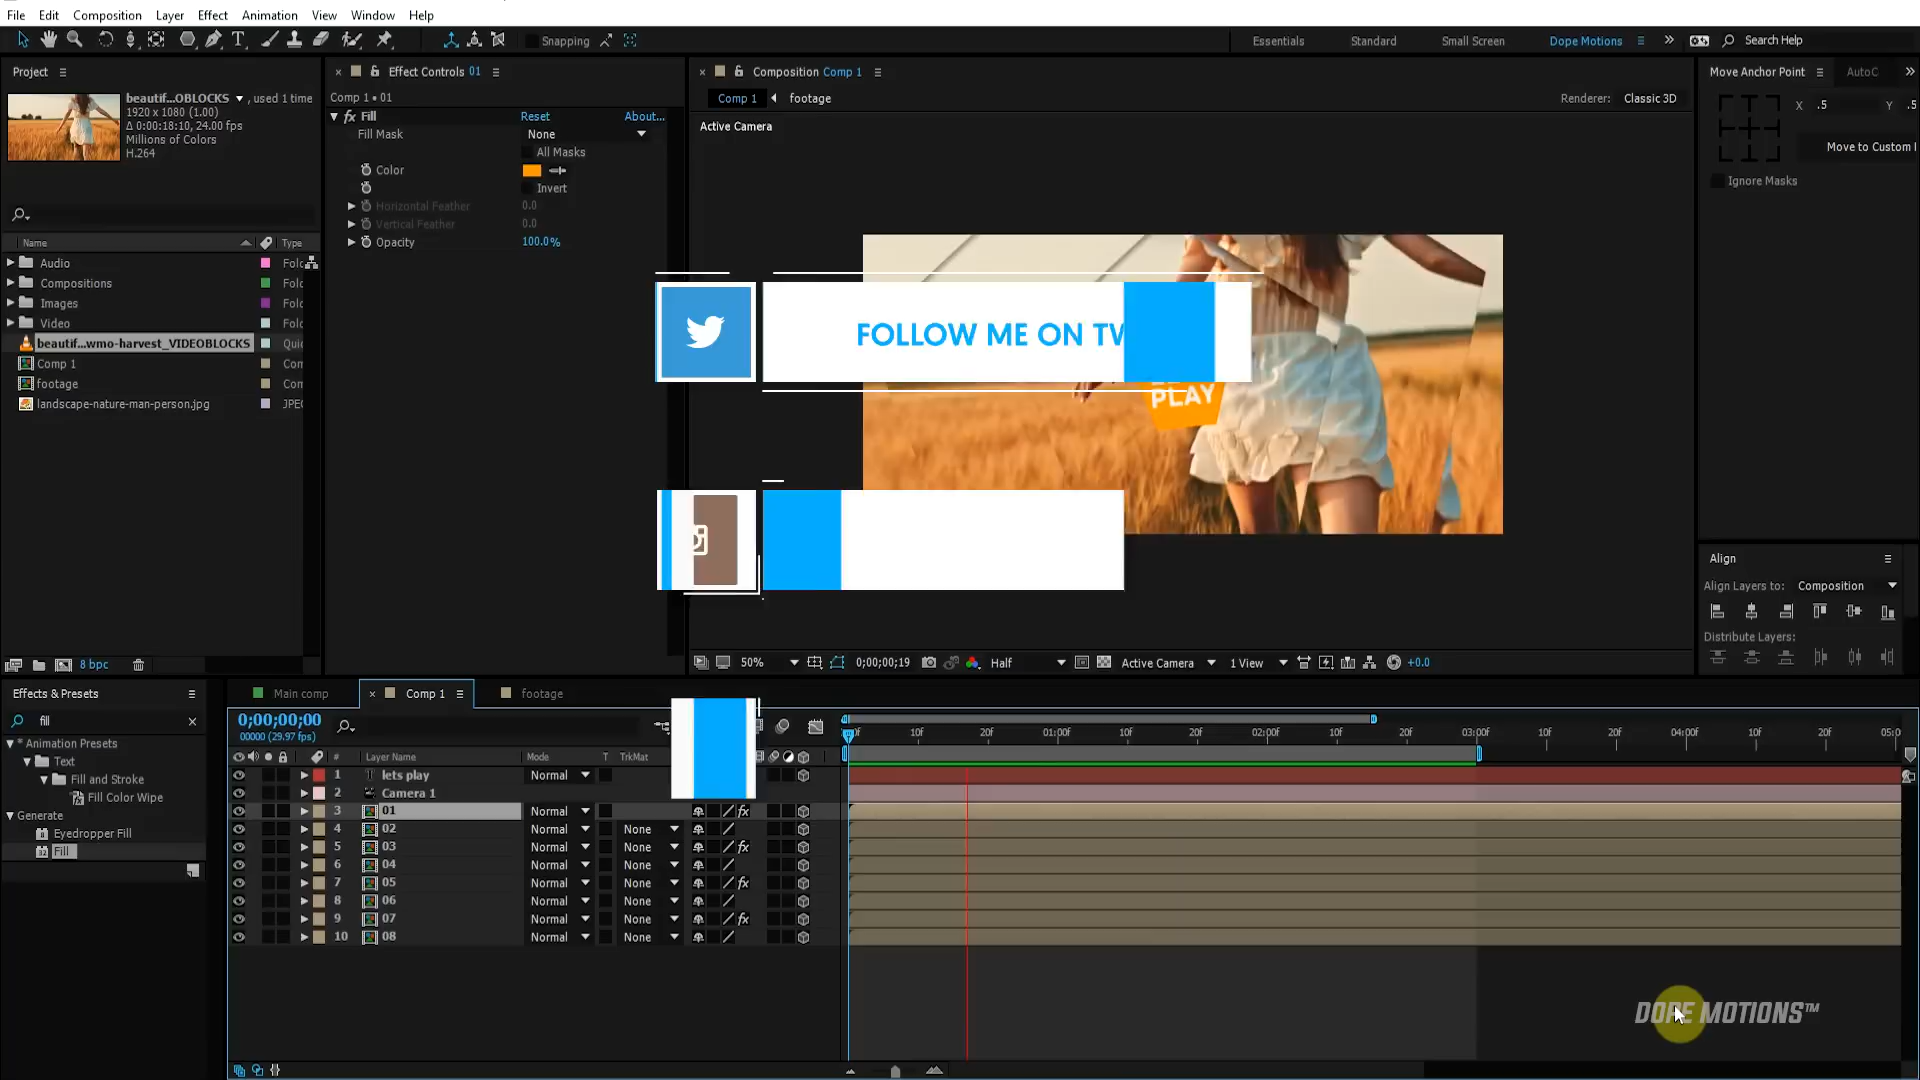 File Edit Composition Layer Effect Animation View Window Help
Snapping
Essentials Standard Small Screen Dope Motions Search Help
Project
beautif...OBLOCKS , used 1 time
1920 x 1080 (1.00)
Δ 0:00:18:10, 24.00 fps
Millions of Colors
H.264
Name Type
Audio
Compositions
Images
Video
beautif...wmo-harvest_VIDEOBLOCKS
Comp 1
footage
landscape-nature-man-person.jpg JPEG
8 bpc
Effect Controls 01
Comp 1 • 01
fx Fill Reset About...
Fill Mask None
All Masks
Color
Invert
Horizontal Feather 0.0
Vertical Feather 0.0
Opacity 100.0%
Composition Comp 1
Comp 1 footage Renderer: Classic 3D
Active Camera
FOLLOW ME ON TW
PLAY
50% 0;00;00;19 Half Active Camera 1 View +0.0
Move Anchor Point AutoC
X .5 Y .5
Move to Custom
Ignore Masks
Align
Align Layers to: Composition
Distribute Layers:
Effects & Presets
fill
* Animation Presets
Text
Fill and Stroke
Fill Color Wipe
Generate
Eyedropper Fill
Fill
Main comp Comp 1 footage
0;00;00;00
00000 (29.97 fps)
# Layer Name Mode T TrkMat
1 lets play Normal
2 Camera 1
3 01 Normal
4 02 Normal None
5 03 Normal None
6 04 Normal None
7 05 Normal None
8 06 Normal None
9 07 Normal None
10 08 Normal None
10f 20f 01:00f 10f 20f 02:00f 10f 20f 03:00f 10f 20f 04:00f 10f 20f 05:0
DOPE MOTIONS™